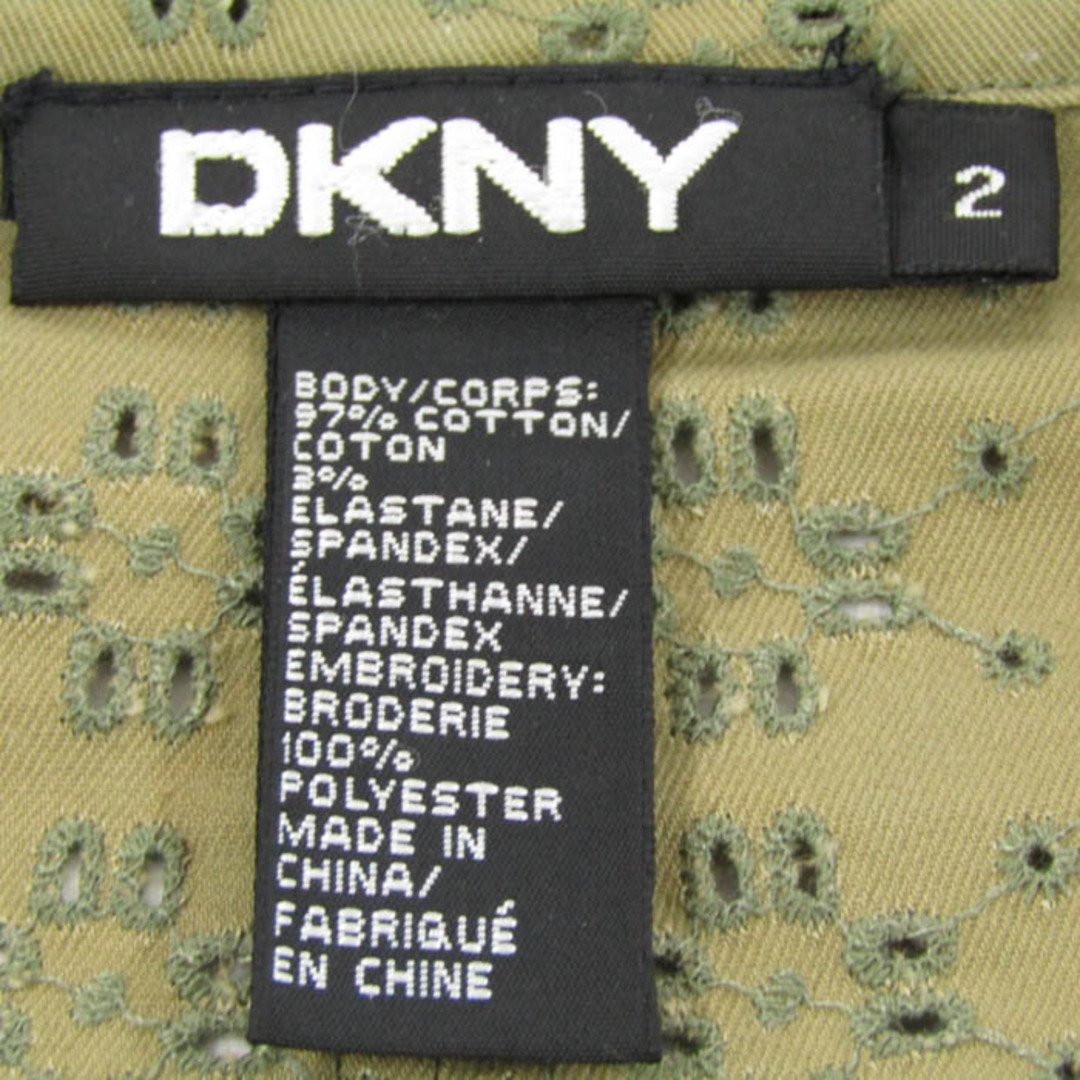 DKNY
2
BODY/CORPS:
97% COTTON/
COTON
3%
ELASTANE/
SPANDEX/
ÉLASTHANNE/
SPANDEX
EMBROIDERY:
BRODERIE
100%
POLYESTER
MADE IN
CHINA/
FABRIQUÉ
EN CHINE